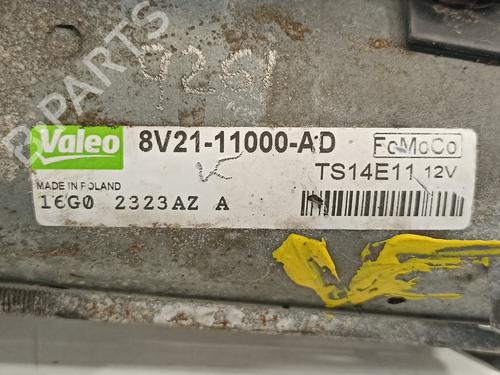 B-PARTS
9261
Valeo 8V21-11000-AD FoMoCo
TS14E11 12V
MADE IN POLAND
16G0 2323AZ A